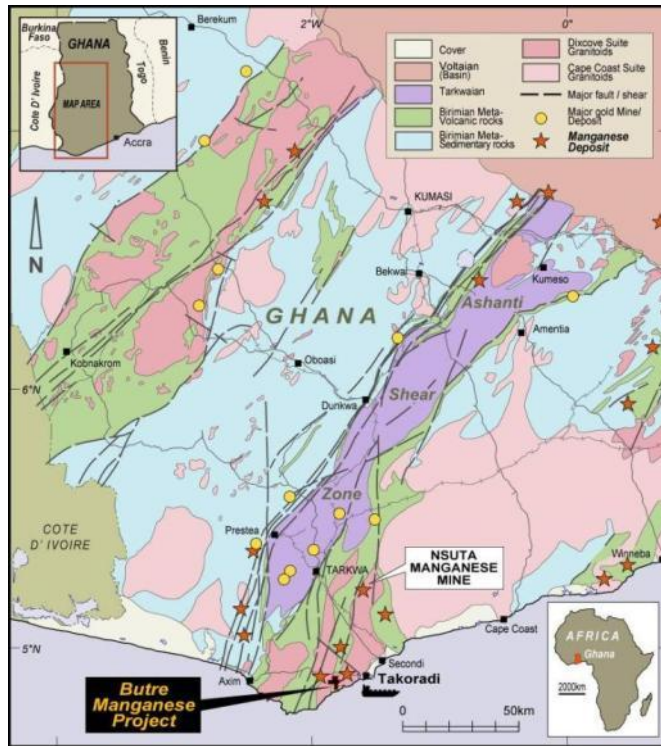 Burkina
Faso
GHANA
Benin
Togo
Cote D' Ivoire
MAP AREA
Accra
Berekum
2°W
0°
Cover
Voltaian
(Basin)
Tarkwaian
Birimian Meta-
Volcanic rocks
Birimian Meta-
Sedimentary rocks
Dixcove Suite
Granitoids
Cape Coast Suite
Granitoids
Major fault / shear
Major gold Mine/
Deposit
Manganese
Deposit
N
KUMASI
Bekwa
Kumeso
Ashanti
GHANA
Amentia
Kobnakrom
Oboasi
6°N
Dunkwa
Shear
Zone
Prestea
COTE
D' IVOIRE
TARKWA
NSUTA
MANGANESE
MINE
Winneba
Cape Coast
5°N
Secondi
Axim
Takoradi
Butre
Manganese
Project
0
50km
AFRICA
Ghana
2000km